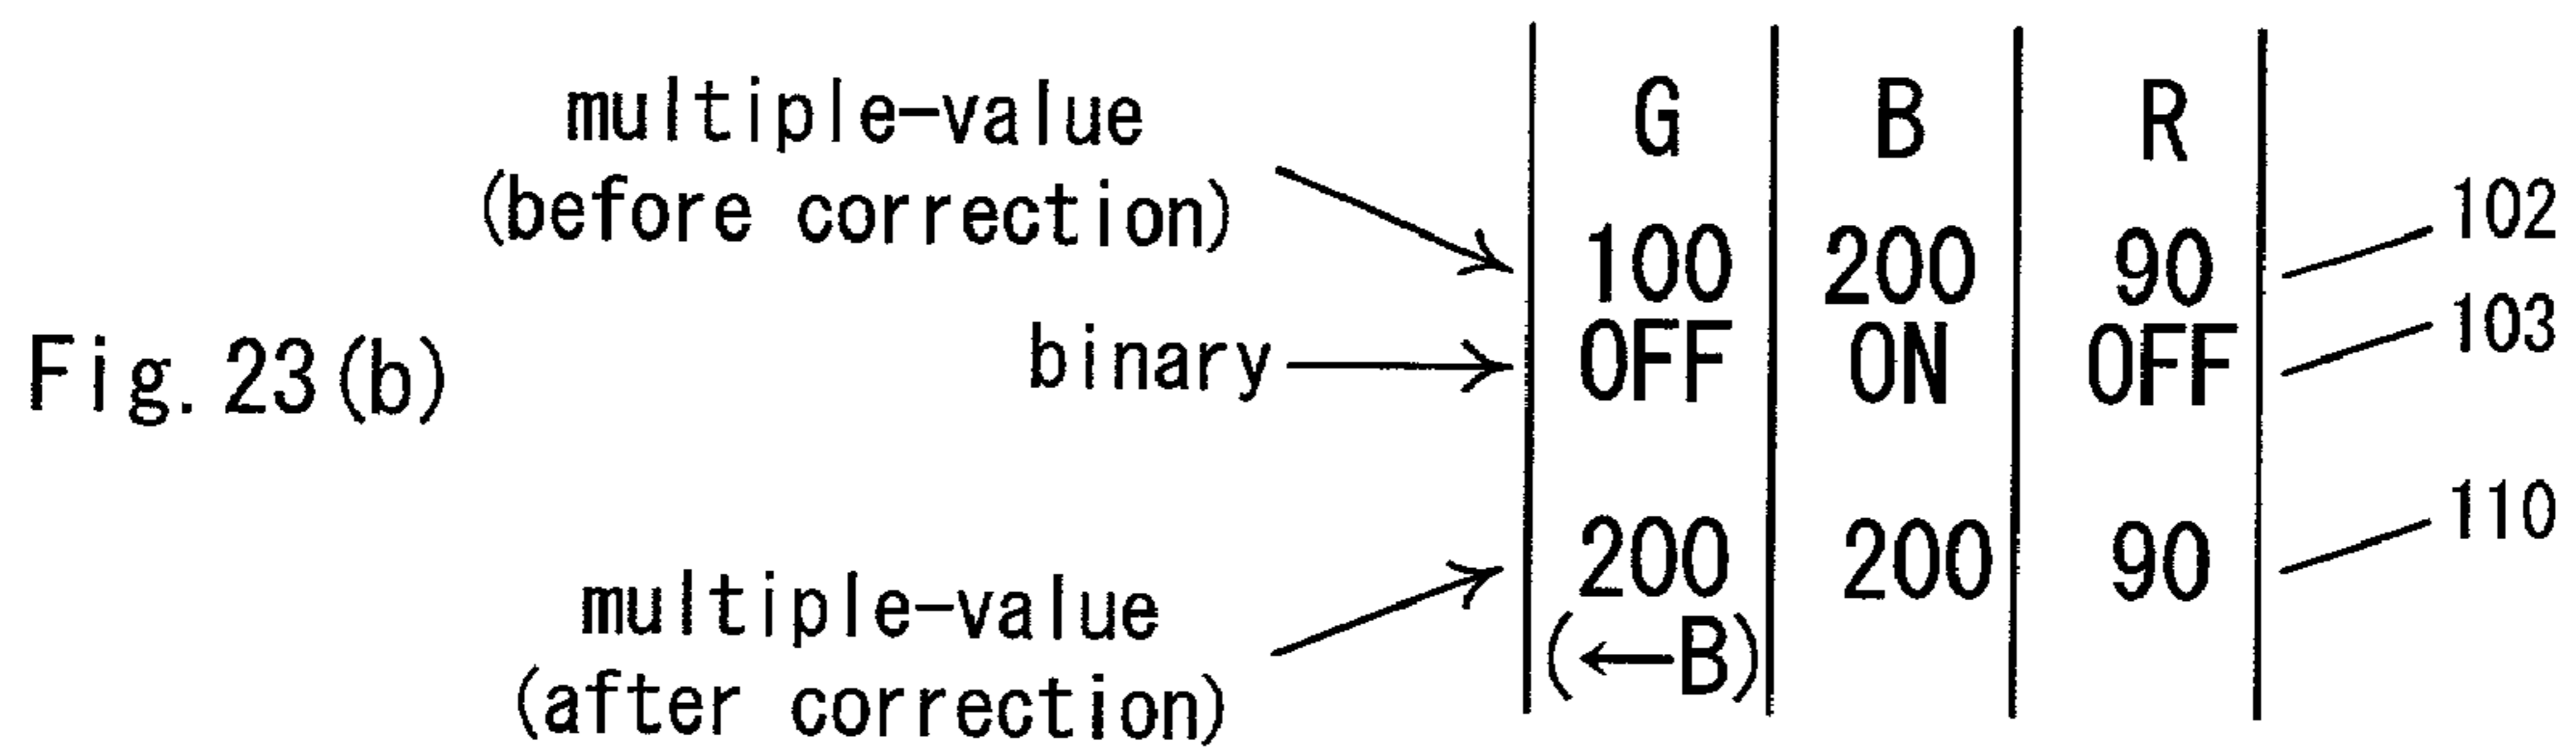 G B R
multiple-value
(before correction)
100 200 90 102
binary OFF ON OFF 103
Fig. 23(b)
200 200 90 110
multiple-value
(after correction)
(←B)